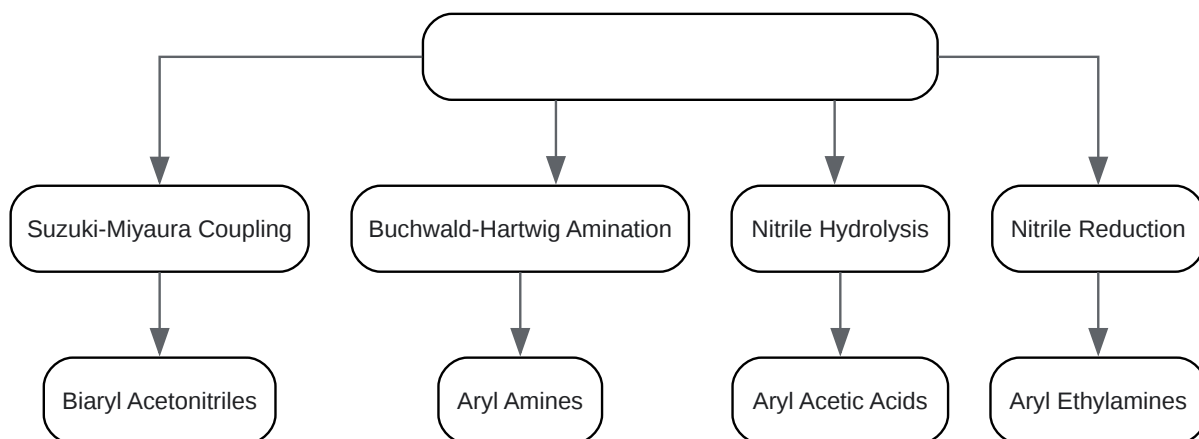 Suzuki-Miyaura Coupling
Buchwald-Hartwig Amination
Nitrile Hydrolysis
Nitrile Reduction
Biaryl Acetonitriles
Aryl Amines
Aryl Acetic Acids
Aryl Ethylamines